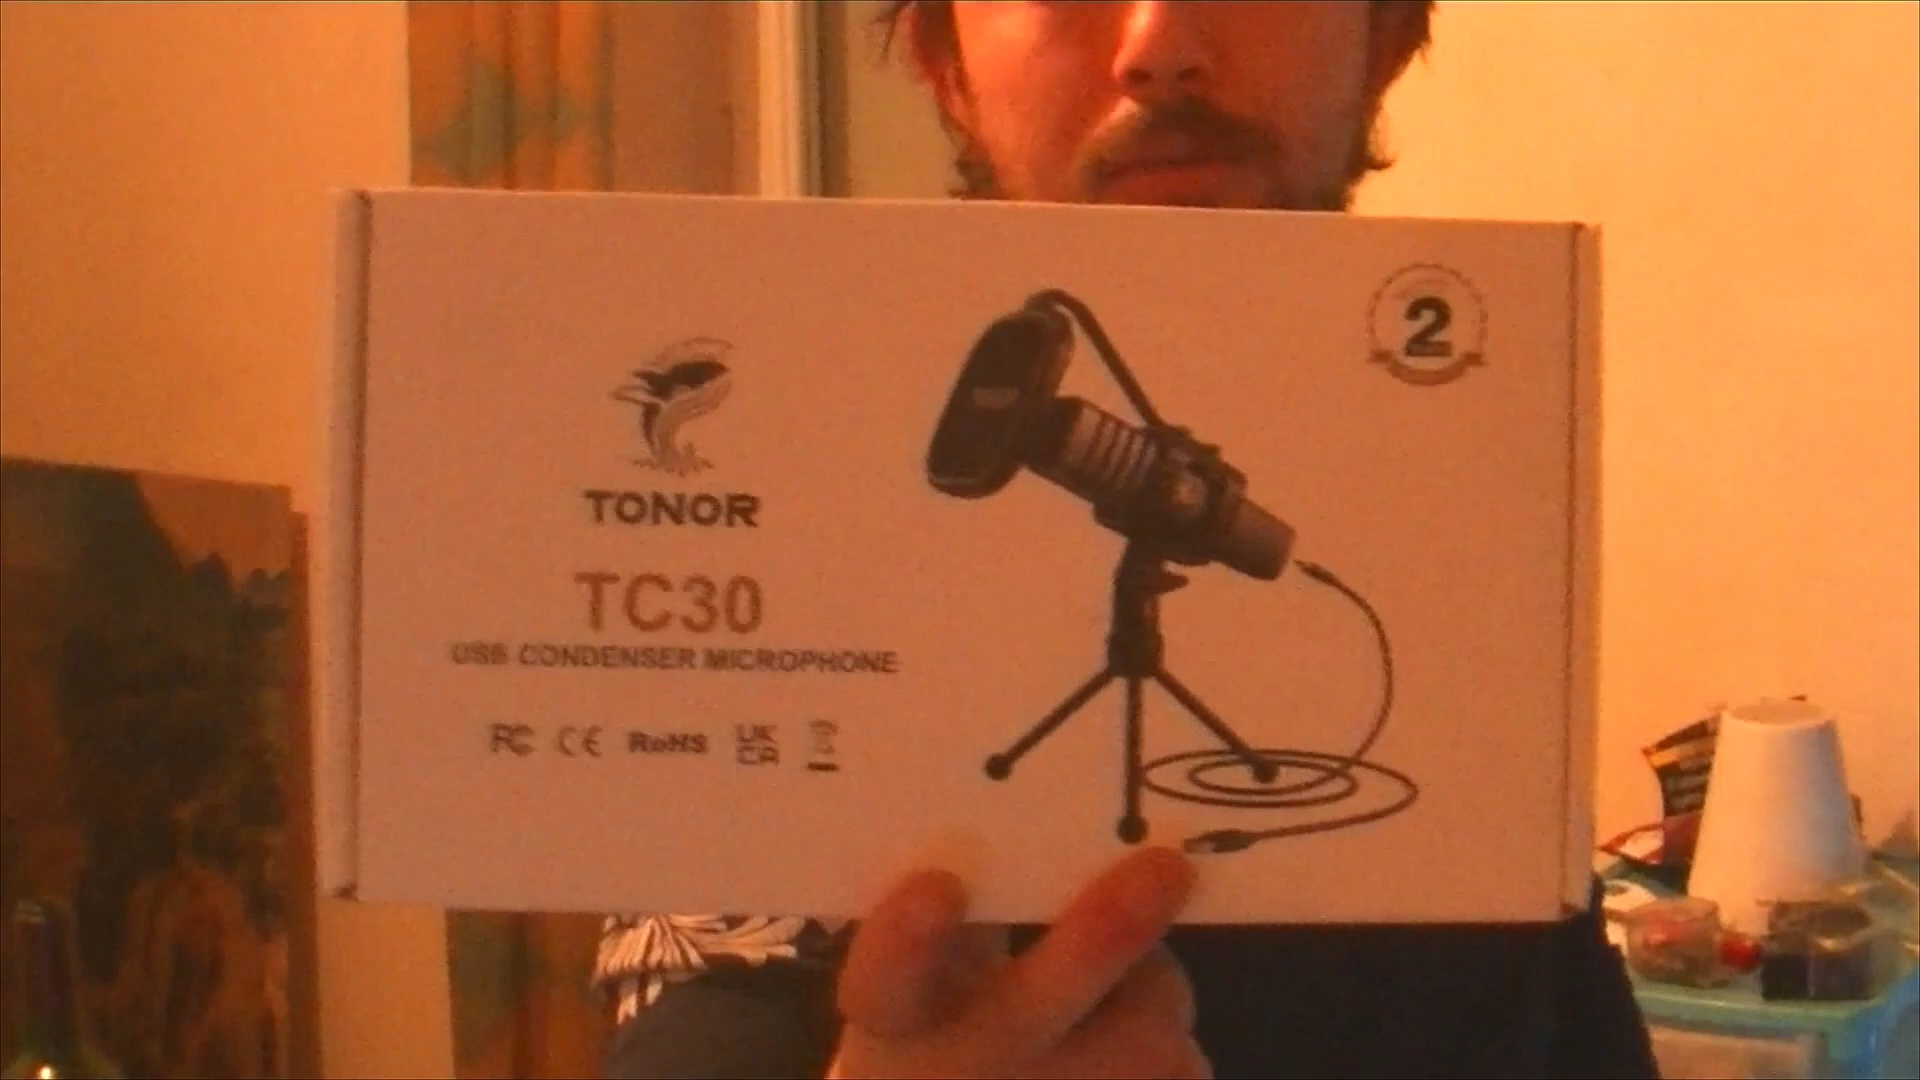 2
TONOR
TC30
USB CONDENSER MICROPHONE
FC CE RoHS UK
CA